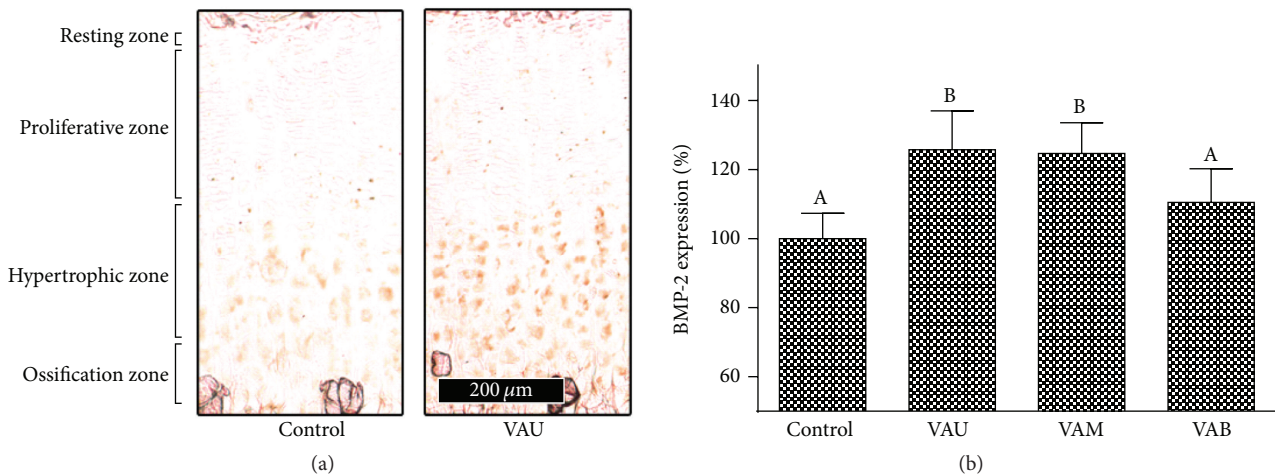 Resting zone
Proliferative zone
Hypertrophic zone
Ossification zone
200 μm
Control
VAU
(a)
BMP-2 expression (%)
140
120
100
80
60
A
B
B
A
Control
VAU
VAM
VAB
(b)